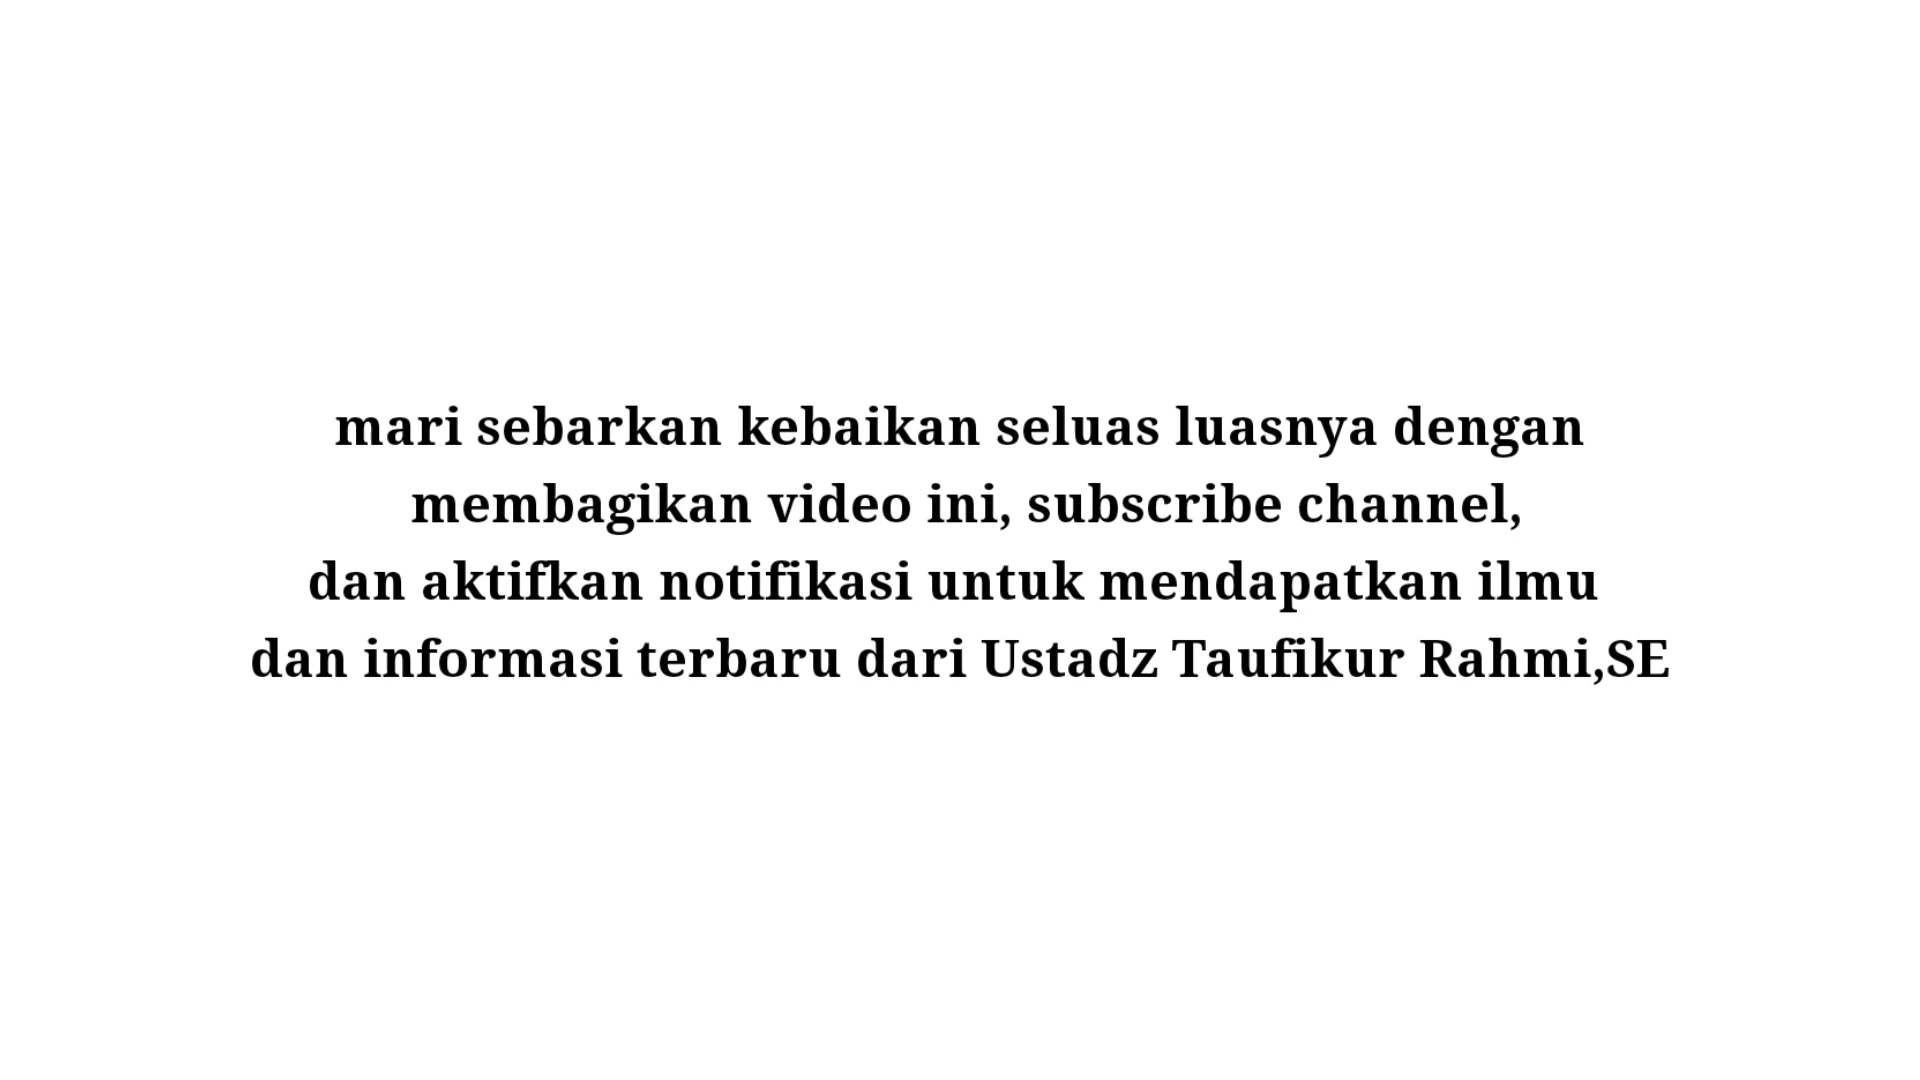 mari sebarkan kebaikan seluas luasnya dengan
membagikan video ini, subscribe channel,
dan aktifkan notifikasi untuk mendapatkan ilmu
dan informasi terbaru dari Ustadz Taufikur Rahmi,SE